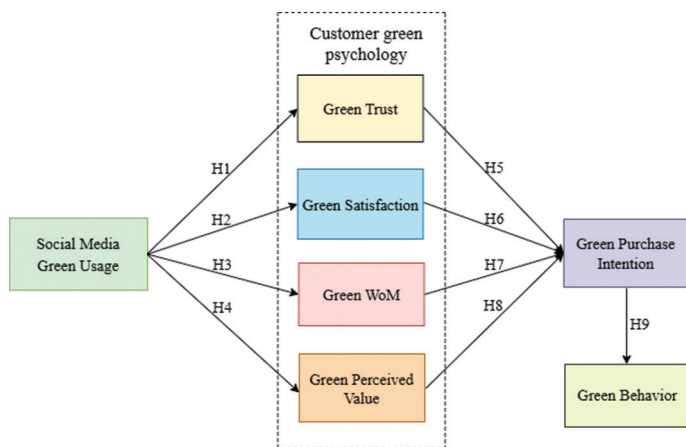 Customer green
psychology
Green Trust
H1
H5
H2
Green Satisfaction
H6
Social Media
Green Usage
Green Purchase
Intention
H3
Green WoM
H7
H4
H8
H9
Green Perceived
Value
Green Behavior